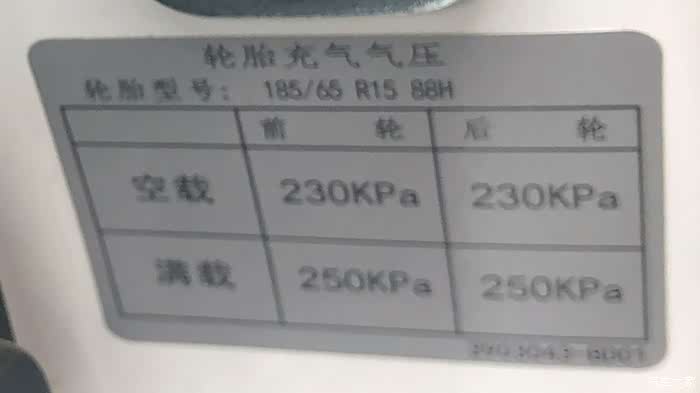 轮胎充气气压
轮胎型号: 185/65 R15 88H
前轮 后轮
空载 230KPa 230KPa
满载 250KPa 250KPa